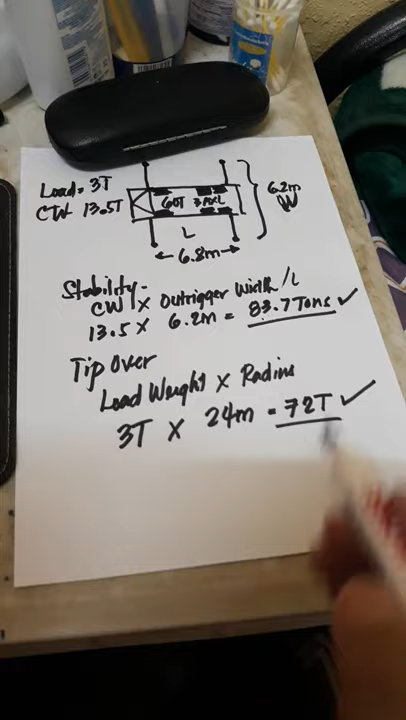 Load = 3T
CW 13.5T
60T 3AXL
6.2m
W
L
6.8m
Stability -
CW x Outrigger Width/L
13.5 x 6.2m = 83.7 Tons ✓
Tip Over
Load Weight x Radius
3T x 24m = 72T ✓